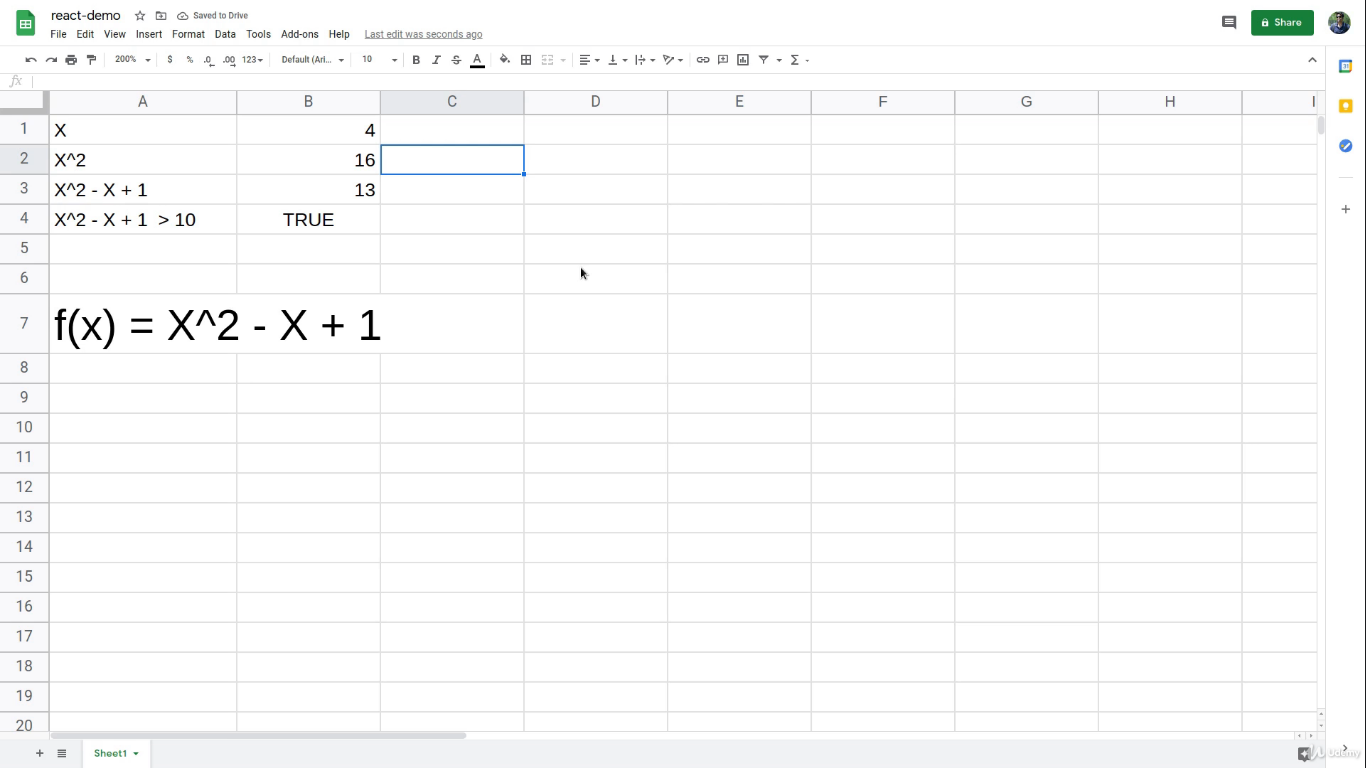 react-demo
Saved to Drive
Share
File Edit View Insert Format Data Tools Add-ons Help Last edit was seconds ago
200% $ % .0 .00 123 Default (Ari... 10 B I S A Σ
fx
A B C D E F G H I
1 X 4
2 X^2 16
3 X^2 - X + 1 13
4 X^2 - X + 1 > 10 TRUE
5
6
7 f(x) = X^2 - X + 1
8
9
10
11
12
13
14
15
16
17
18
19
20
Sheet1
Udemy